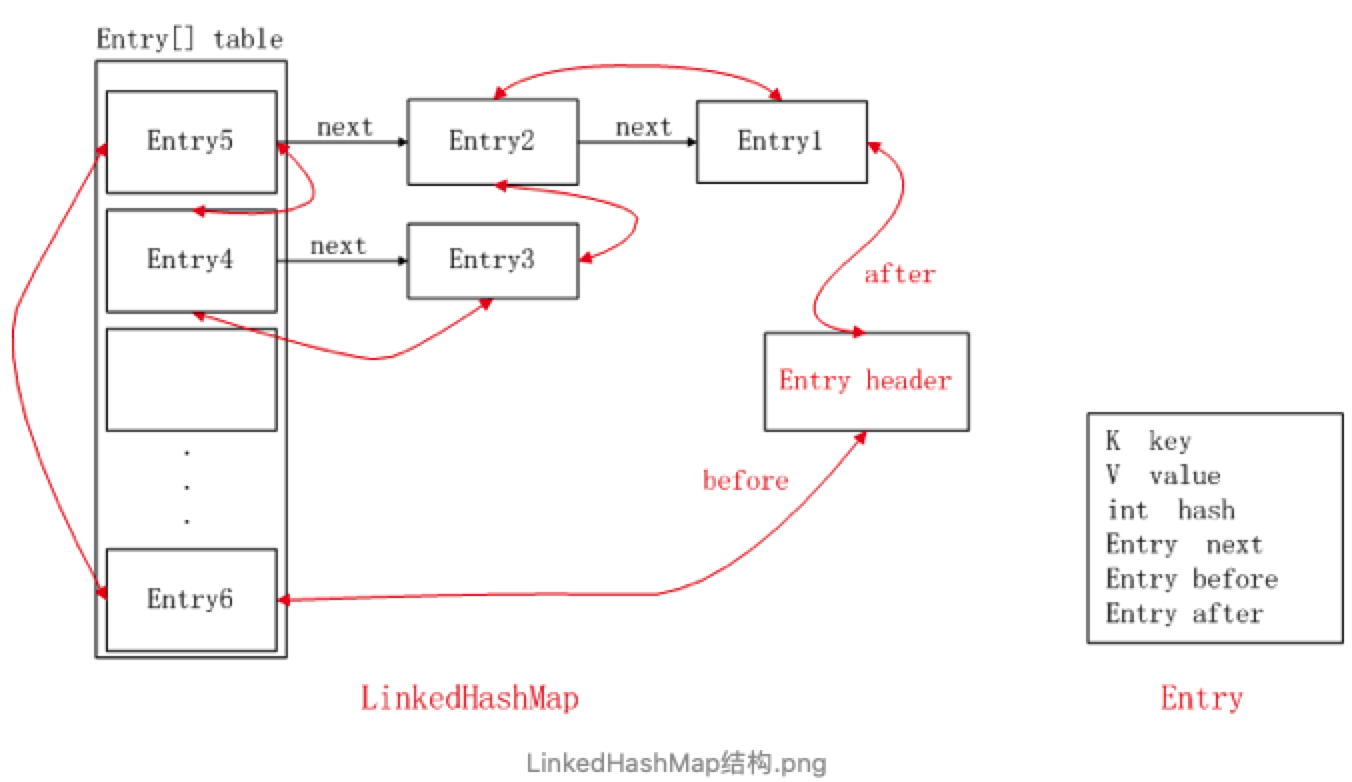 Entry[] table
Entry5
next
Entry2
next
Entry1
Entry4
next
Entry3
after
Entry header
before
Entry6
K key
V value
int hash
Entry next
Entry before
Entry after
LinkedHashMap
Entry
LinkedHashMap结构.png